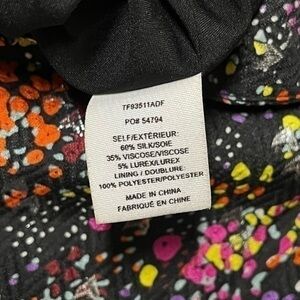 TF93511ADF
PO# 54794
SELF/EXTÉRIEUR:
60% SILK/SOIE
35% VISCOSE/VISCOSE
5% LUREX/LUREX
LINING / DOUBLURE:
100% POLYESTER/POLYESTER
MADE IN CHINA
FABRIQUÉ EN CHINE